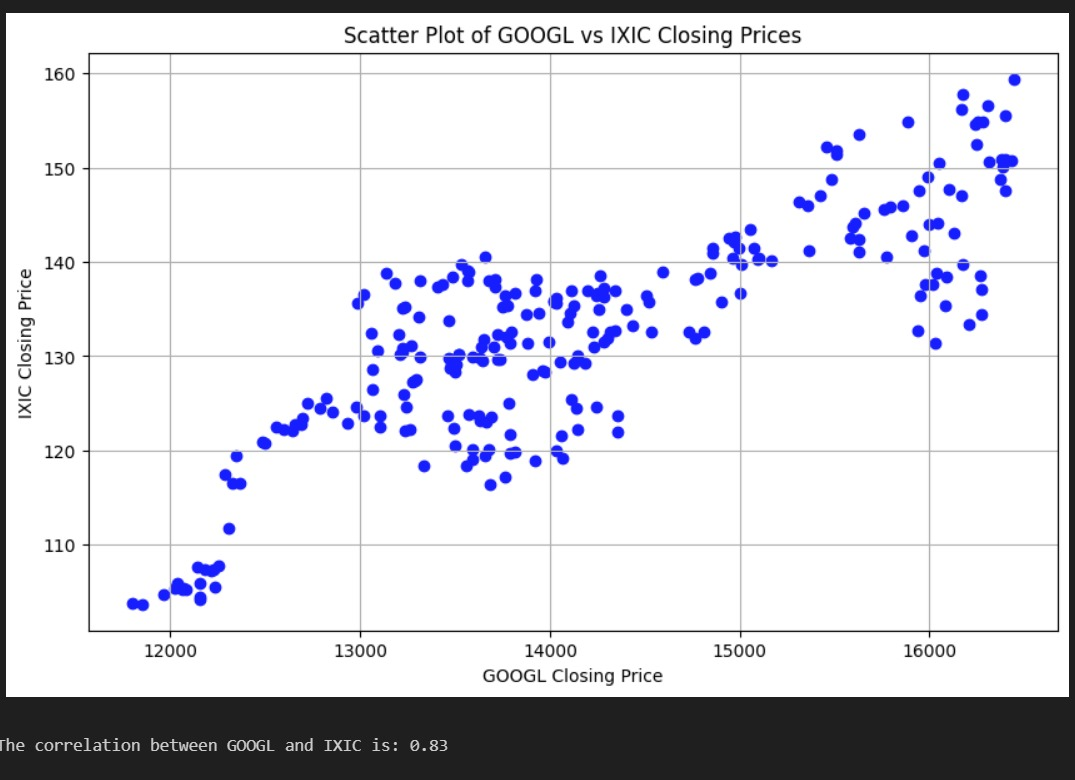 Scatter Plot of GOOGL vs IXIC Closing Prices
160
150
140
130
120
110
IXIC Closing Price
12000 13000 14000 15000 16000
GOOGL Closing Price
The correlation between GOOGL and IXIC is: 0.83